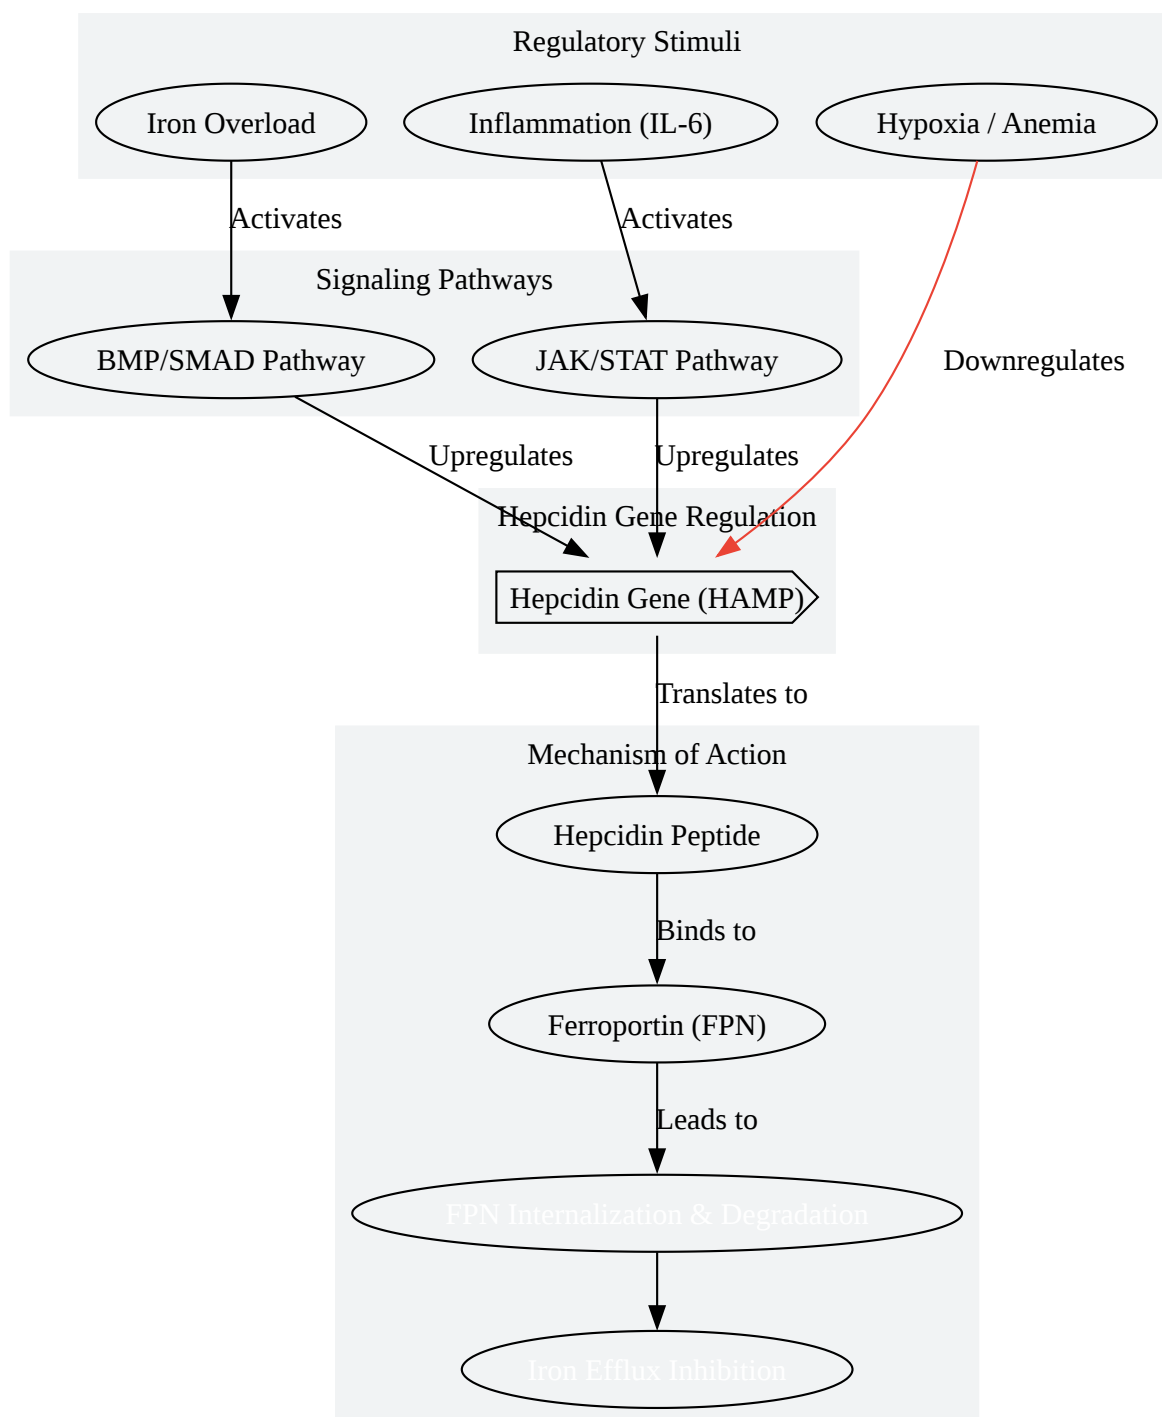 Regulatory Stimuli
Iron Overload
Inflammation (IL-6)
Hypoxia / Anemia
Activates
Activates
Signaling Pathways
BMP/SMAD Pathway
JAK/STAT Pathway
Downregulates
Upregulates
Upregulates
Hepcidin Gene Regulation
Hepcidin Gene (HAMP)
Translates to
Mechanism of Action
Hepcidin Peptide
Binds to
Ferroportin (FPN)
Leads to
FPN Internalization & Degradation
Iron Efflux Inhibition